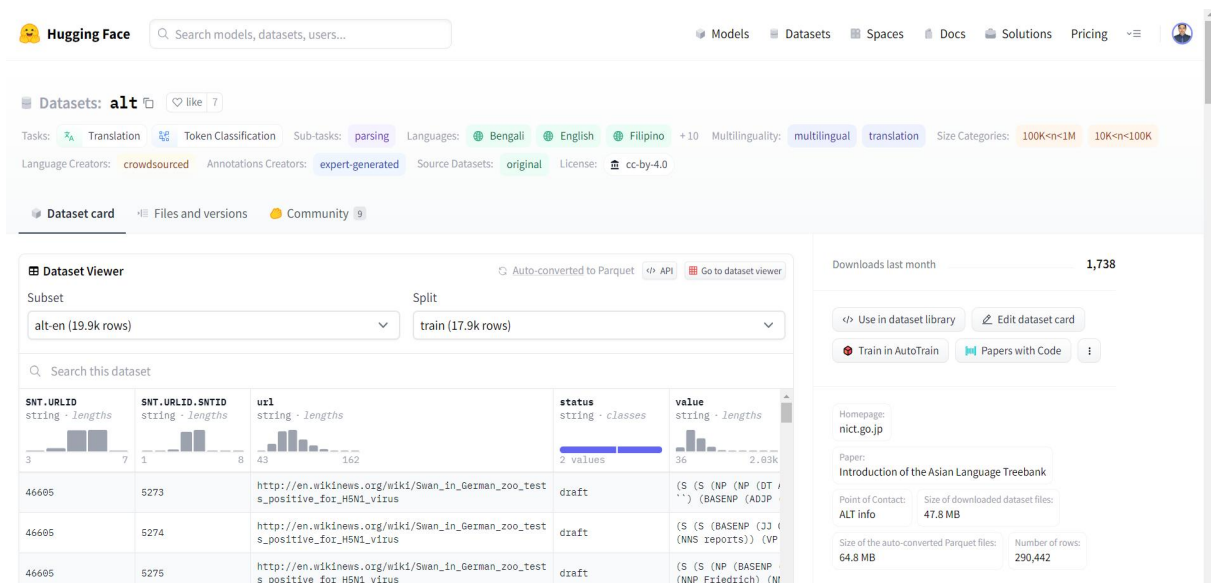 Hugging Face
Search models, datasets, users...
Models Datasets Spaces Docs Solutions Pricing
Datasets: alt like 7
Tasks: Translation Token Classification Sub-tasks: parsing Languages: Bengali English Filipino +10 Multilinguality: multilingual translation Size Categories: 100K<n<1M 10K<n<100K
Language Creators: crowdsourced Annotations Creators: expert-generated Source Datasets: original License: cc-by-4.0
Dataset card Files and versions Community 9
Dataset Viewer Auto-converted to Parquet API Go to dataset viewer
Subset Split
alt-en (19.9k rows) train (17.9k rows)
Search this dataset
SNT.URLID SNT.URLID.SNTID url status value
string · lengths string · lengths string · lengths string · classes string · lengths
3 7 1 8 43 162 2 values 36 2.03k
46605 5273 http://en.wikinews.org/wiki/Swan_in_German_zoo_test draft (S (S (NP (NP (DT
s_positive_for_H5N1_virus ``) (BASENP (ADJP
46605 5274 http://en.wikinews.org/wiki/Swan_in_German_zoo_test draft (S (S (BASENP (JJ
s_positive_for_H5N1_virus (NNS reports)) (VP
46605 5275 http://en.wikinews.org/wiki/Swan_in_German_zoo_test draft (S (NP (BASENP
s_positive_for_H5N1_virus (NNP Friedrich)
Downloads last month 1,738
Use in dataset library Edit dataset card
Train in AutoTrain Papers with Code
Homepage:
nict.go.jp
Paper:
Introduction of the Asian Language Treebank
Point of Contact: Size of downloaded dataset files:
ALT info 47.8 MB
Size of the auto-converted Parquet files: Number of rows:
64.8 MB 290,442